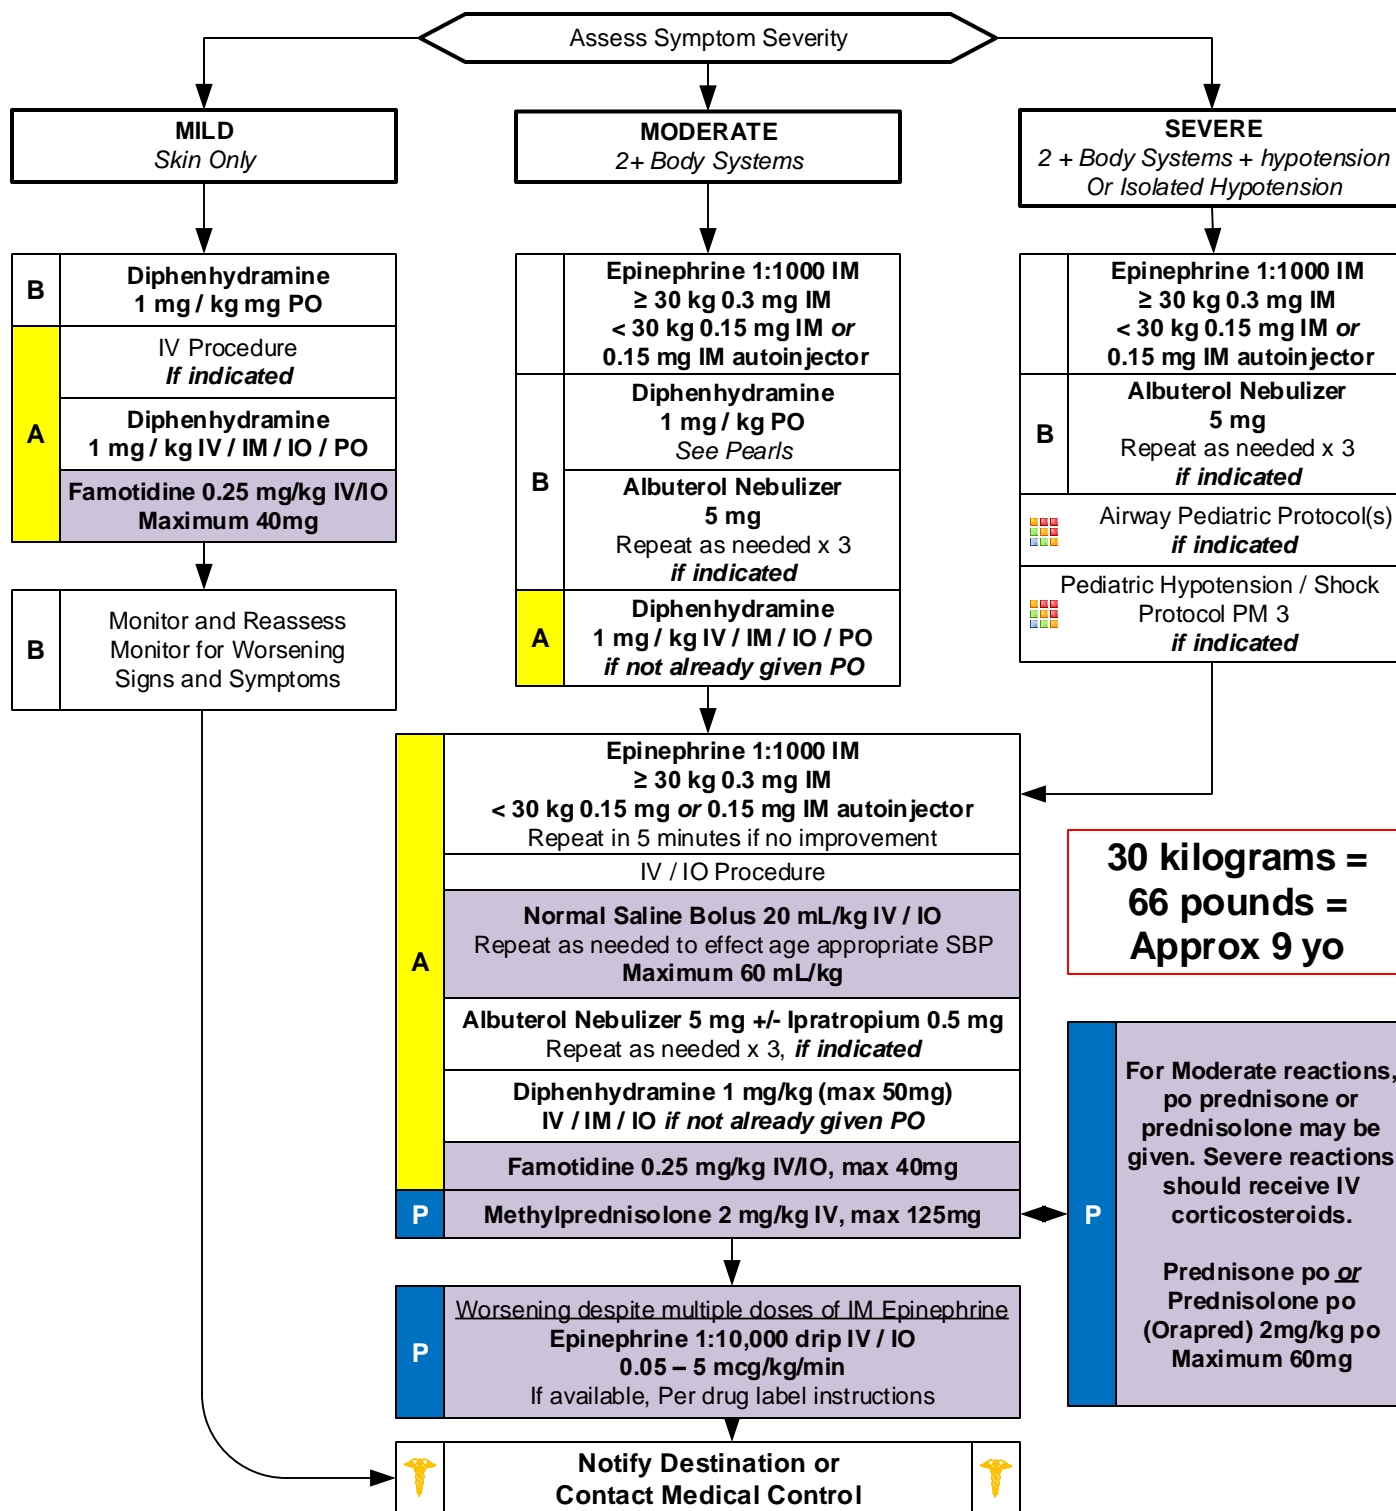 Assess Symptom Severity
MILD
Skin Only
MODERATE
2+ Body Systems
SEVERE
2 + Body Systems + hypotension
Or Isolated Hypotension
B
Diphenhydramine
1 mg / kg mg PO
A
IV Procedure
If indicated
Diphenhydramine
1 mg / kg IV / IM / IO / PO
Famotidine 0.25 mg/kg IV/IO
Maximum 40mg
B
Monitor and Reassess
Monitor for Worsening
Signs and Symptoms
Epinephrine 1:1000 IM
≥ 30 kg 0.3 mg IM
< 30 kg 0.15 mg IM or
0.15 mg IM autoinjector
B
Diphenhydramine
1 mg / kg PO
See Pearls
Albuterol Nebulizer
5 mg
Repeat as needed x 3
if indicated
A
Diphenhydramine
1 mg / kg IV / IM / IO / PO
if not already given PO
Epinephrine 1:1000 IM
≥ 30 kg 0.3 mg IM
< 30 kg 0.15 mg IM or
0.15 mg IM autoinjector
B
Albuterol Nebulizer
5 mg
Repeat as needed x 3
if indicated
Airway Pediatric Protocol(s)
if indicated
Pediatric Hypotension / Shock
Protocol PM 3
if indicated
A
Epinephrine 1:1000 IM
≥ 30 kg 0.3 mg IM
< 30 kg 0.15 mg or 0.15 mg IM autoinjector
Repeat in 5 minutes if no improvement
IV / IO Procedure
Normal Saline Bolus 20 mL/kg IV / IO
Repeat as needed to effect age appropriate SBP
Maximum 60 mL/kg
Albuterol Nebulizer 5 mg +/- Ipratropium 0.5 mg
Repeat as needed x 3, if indicated
Diphenhydramine 1 mg/kg (max 50mg)
IV / IM / IO if not already given PO
Famotidine 0.25 mg/kg IV/IO, max 40mg
P
Methylprednisolone 2 mg/kg IV, max 125mg
30 kilograms =
66 pounds =
Approx 9 yo
P
For Moderate reactions,
po prednisone or
prednisolone may be
given. Severe reactions
should receive IV
corticosteroids.
Prednisone po or
Prednisolone po
(Orapred) 2mg/kg po
Maximum 60mg
P
Worsening despite multiple doses of IM Epinephrine
Epinephrine 1:10,000 drip IV / IO
0.05 – 5 mcg/kg/min
If available, Per drug label instructions
Notify Destination or
Contact Medical Control